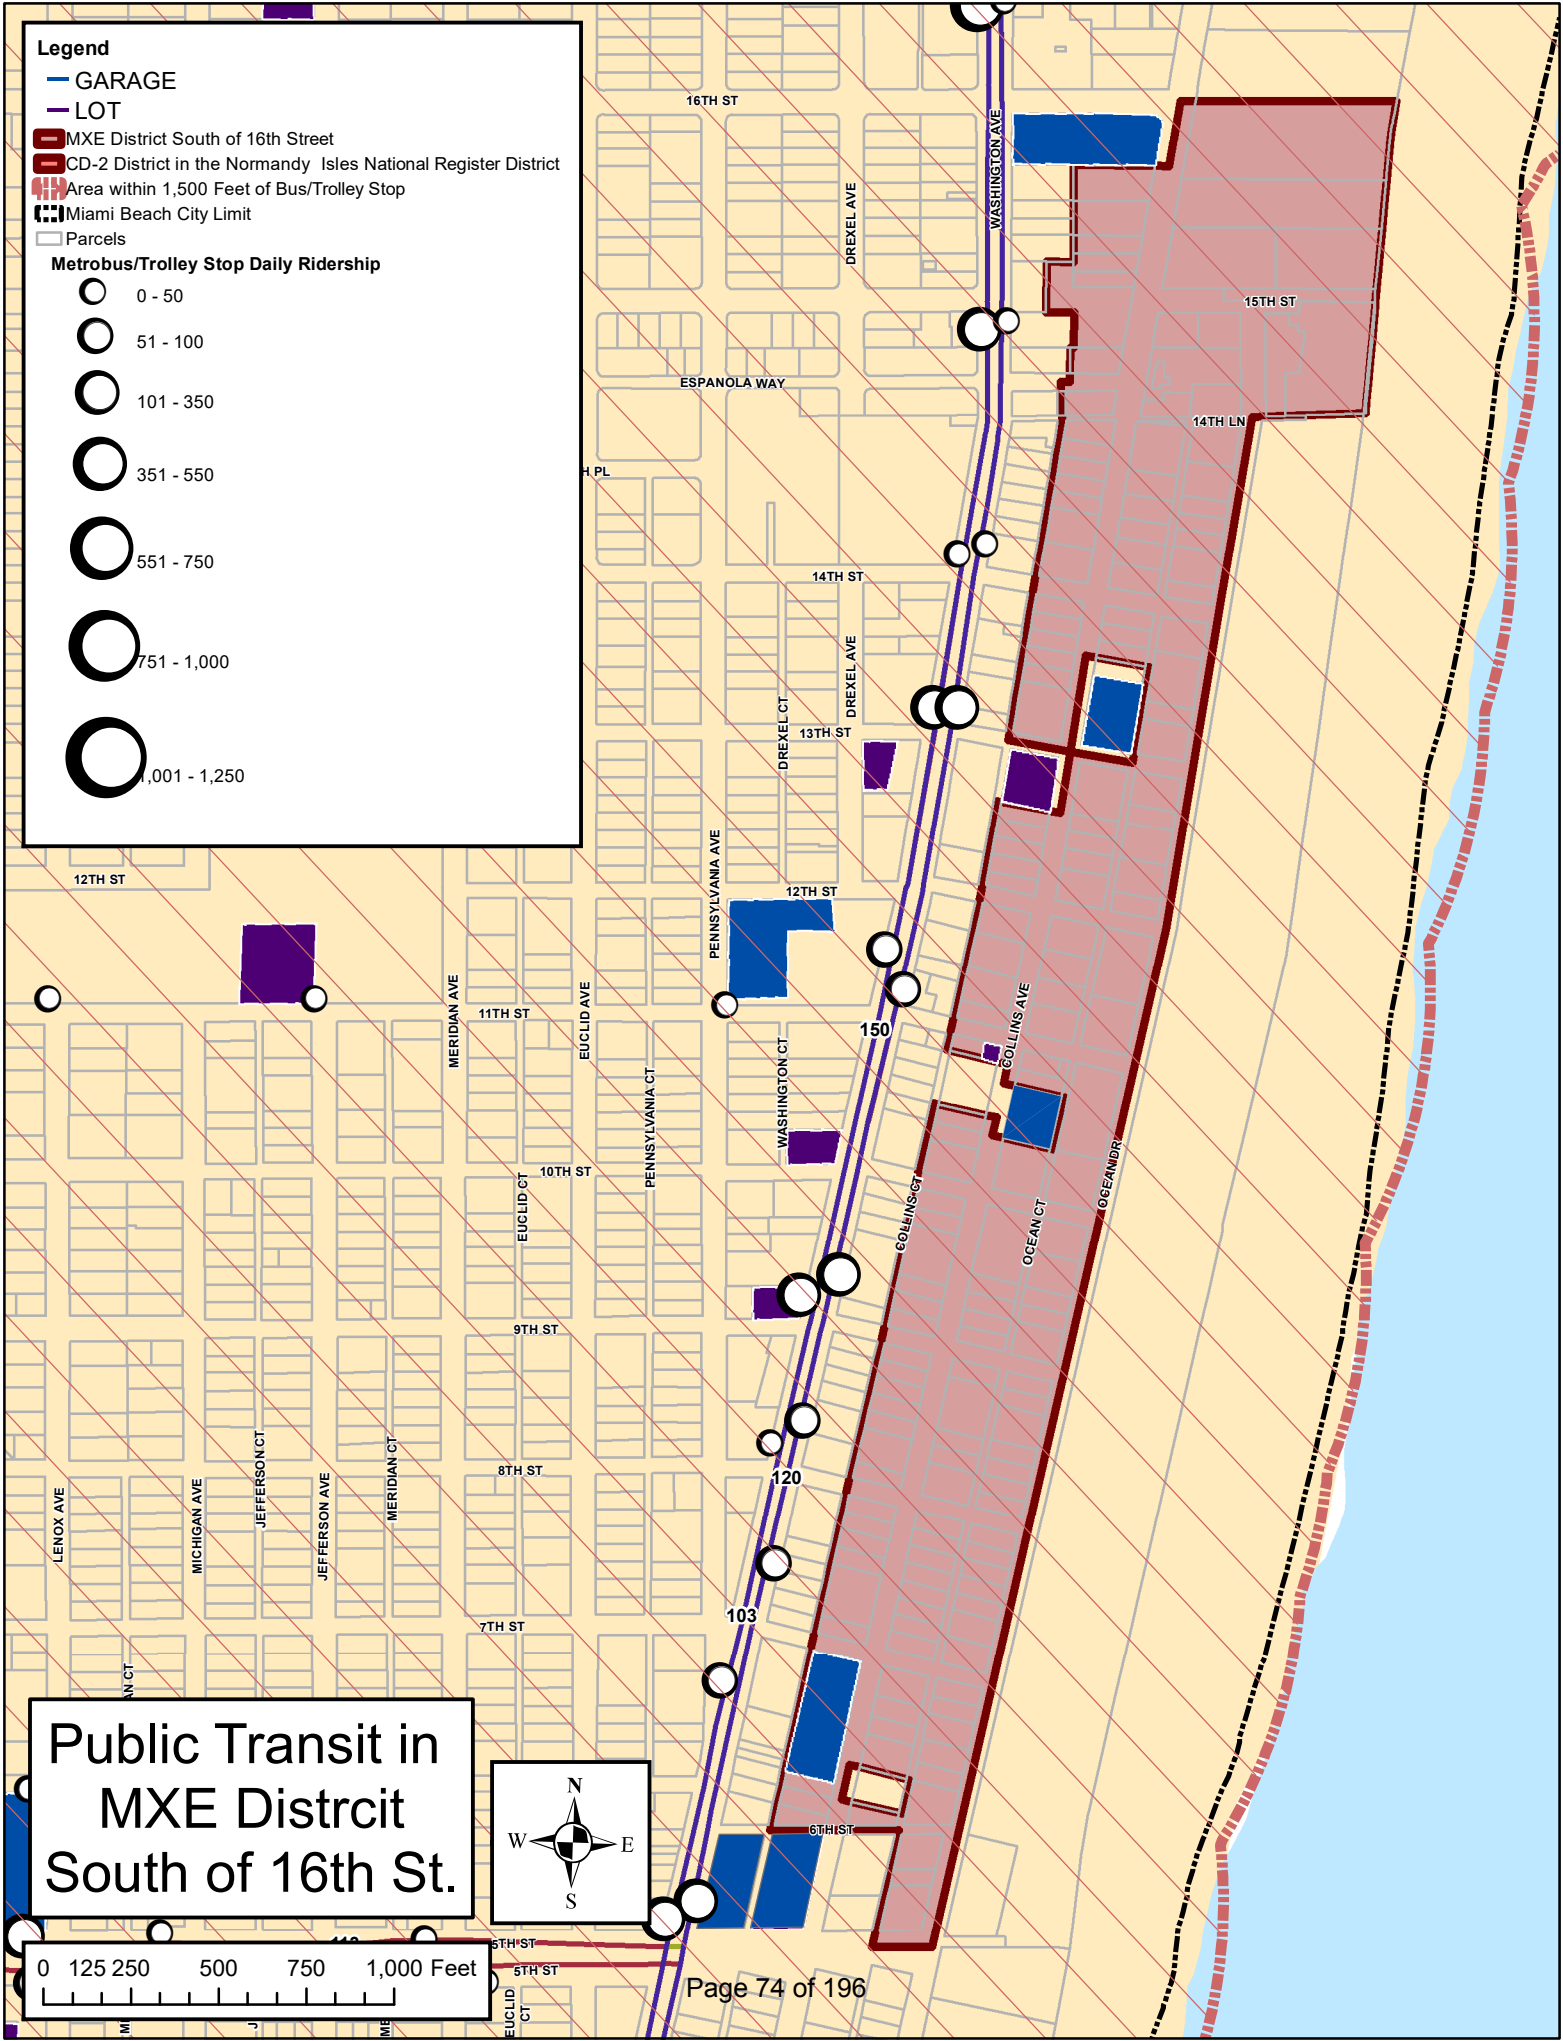 Legend
GARAGE
LOT
MXE District South of 16th Street
CD-2 District in the Normandy Isles National Register District
Area within 1,500 Feet of Bus/Trolley Stop
Miami Beach City Limit
Parcels
Metrobus/Trolley Stop Daily Ridership
0 - 50
51 - 100
101 - 350
351 - 550
551 - 750
751 - 1,000
1,001 - 1,250
16TH ST
WASHINGTON AVE
DREXEL AVE
15TH ST
ESPANOLA WAY
14TH LN
H PL
14TH ST
DREXEL AVE
DREXEL CT
13TH ST
PENNSYLVANIA AVE
12TH ST
12TH ST
MERIDIAN AVE
EUCLID AVE
11TH ST
COLLINS AVE
150
WASHINGTON CT
PENNSYLVANIA CT
10TH ST
EUCLID CT
COLLINS CT
OCEAN CT
OCEAN DR
9TH ST
8TH ST
120
LENOX AVE
MICHIGAN AVE
JEFFERSON CT
JEFFERSON AVE
MERIDIAN CT
103
7TH ST
AN CT
Public Transit in
MXE Distrcit
South of 16th St.
N
W
E
S
6TH ST
5TH ST
5TH ST
0 125 250 500 750 1,000 Feet
EUCLID
CT
Page 74 of 196